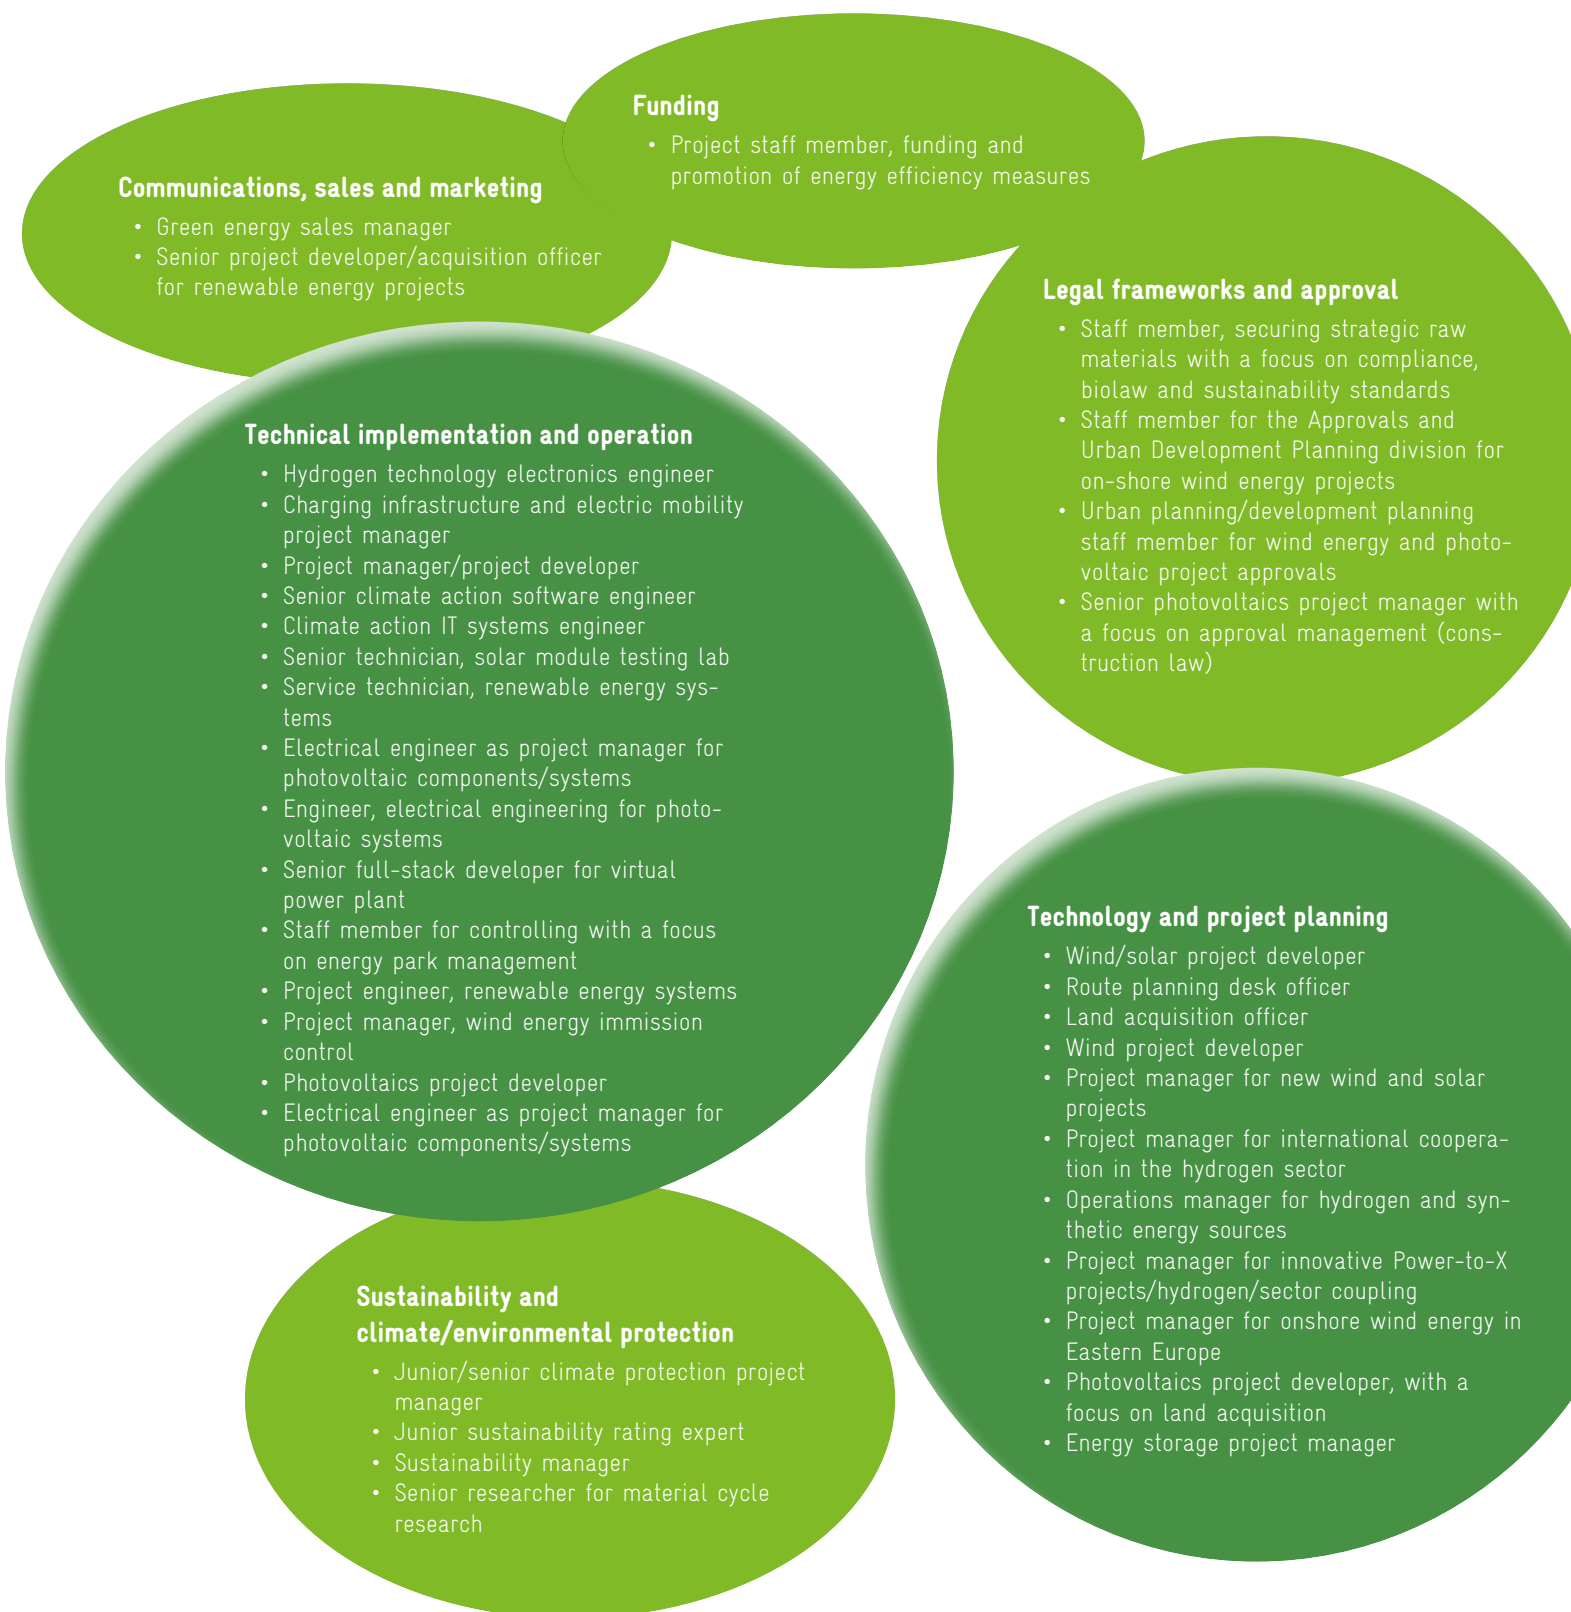 Funding
• Project staff member, funding and
promotion of energy efficiency measures
Communications, sales and marketing
• Green energy sales manager
• Senior project developer/acquisition officer
for renewable energy projects
Legal frameworks and approval
• Staff member, securing strategic raw
materials with a focus on compliance,
biolaw and sustainability standards
• Staff member for the Approvals and
Urban Development Planning division for
on-shore wind energy projects
• Urban planning/development planning
staff member for wind energy and photo-
voltaic project approvals
• Senior photovoltaics project manager with
a focus on approval management (cons-
truction law)
Technical implementation and operation
• Hydrogen technology electronics engineer
• Charging infrastructure and electric mobility
project manager
• Project manager/project developer
• Senior climate action software engineer
• Climate action IT systems engineer
• Senior technician, solar module testing lab
• Service technician, renewable energy sys-
tems
• Electrical engineer as project manager for
photovoltaic components/systems
• Engineer, electrical engineering for photo-
voltaic systems
• Senior full-stack developer for virtual
power plant
• Staff member for controlling with a focus
on energy park management
• Project engineer, renewable energy systems
• Project manager, wind energy immission
control
• Photovoltaics project developer
• Electrical engineer as project manager for
photovoltaic components/systems
Technology and project planning
• Wind/solar project developer
• Route planning desk officer
• Land acquisition officer
• Wind project developer
• Project manager for new wind and solar
projects
• Project manager for international coopera-
tion in the hydrogen sector
• Operations manager for hydrogen and syn-
thetic energy sources
• Project manager for innovative Power-to-X
projects/hydrogen/sector coupling
• Project manager for onshore wind energy in
Eastern Europe
• Photovoltaics project developer, with a
focus on land acquisition
• Energy storage project manager
Sustainability and
climate/environmental protection
• Junior/senior climate protection project
manager
• Junior sustainability rating expert
• Sustainability manager
• Senior researcher for material cycle
research